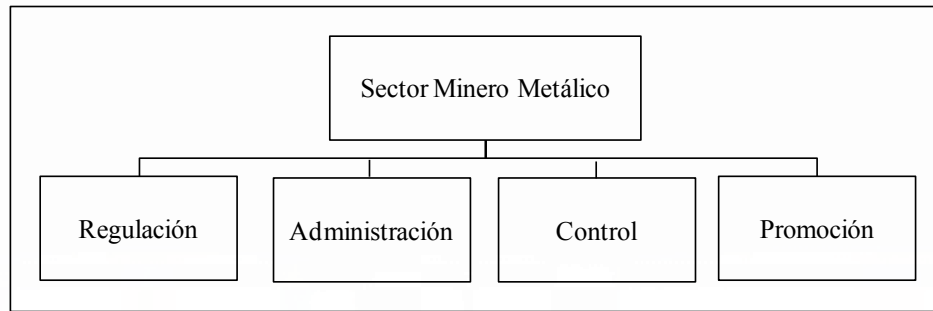 Sector Minero Metálico
Regulación
Administración
Control
Promoción